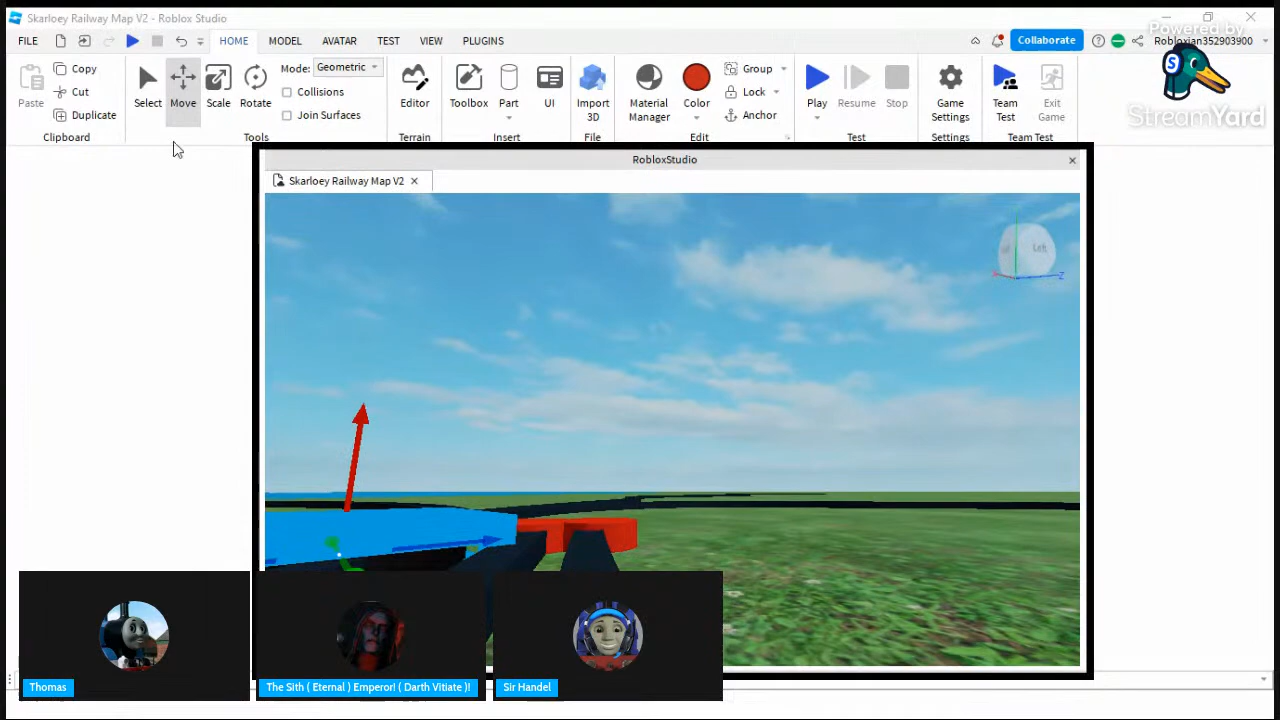 Skarloey Railway Map V2 - Roblox Studio
Powered by
StreamYard
FILE HOME MODEL AVATAR TEST VIEW PLUGINS
Collaborate Robloxian352903900
Paste Copy Cut Duplicate
Select Move Scale Rotate
Mode: Geometric
Collisions
Join Surfaces
Editor Toolbox Part UI Import 3D
Material Manager Color
Group Lock Anchor
Play Resume Stop
Game Settings Team Test Exit Game
Clipboard Tools Terrain Insert File Edit Test Settings Team Test
RobloxStudio
Skarloey Railway Map V2
Left
Z
Thomas
The Sith ( Eternal ) Emperor! ( Darth Vitiate )!
Sir Handel